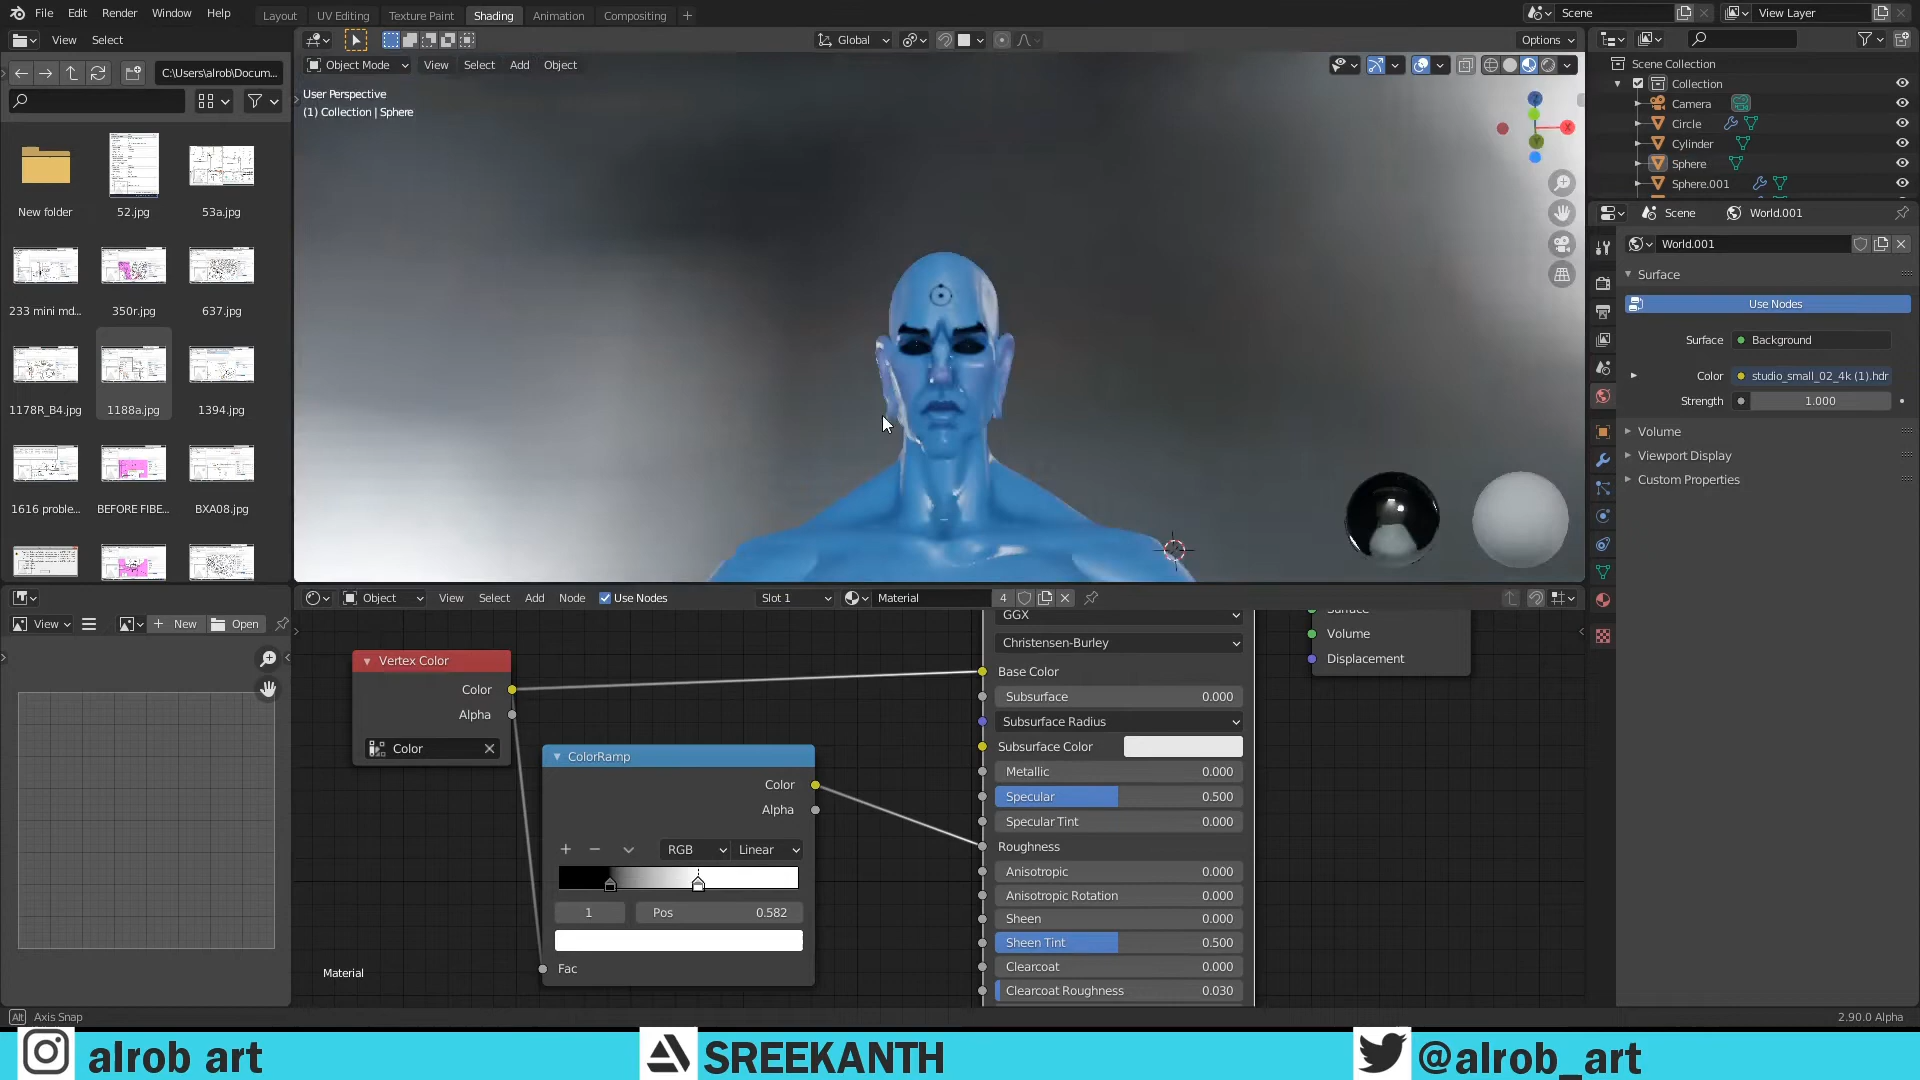 File Edit Render Window Help Layout UV Editing Texture Paint Shading Animation Compositing + Scene View Layer
View Select Global Options
C:\Users\alrob\Docum...
Object Mode View Select Add Object
User Perspective
(1) Collection | Sphere
New folder 52.jpg 53a.jpg
233 mini md... 350r.jpg 637.jpg
1178R_B4.jpg 1188a.jpg 1394.jpg
1616 proble... BEFORE FIBE... BXA08.jpg
Scene Collection
Collection
Camera
Circle
Cylinder
Sphere
Sphere.001
Scene World.001
World.001
Surface
Use Nodes
Surface Background
Color studio_small_02_4k (1).hdr
Strength 1.000
Volume
Viewport Display
Custom Properties
View New Open
Object View Select Add Node Use Nodes Slot 1 Material 4
Vertex Color
Color
Alpha
Color
ColorRamp
Color
Alpha
RGB Linear
1 Pos 0.582
Fac
Material
GGX
Christensen-Burley
Base Color
Subsurface 0.000
Subsurface Radius
Subsurface Color
Metallic 0.000
Specular 0.500
Specular Tint 0.000
Roughness
Anisotropic 0.000
Anisotropic Rotation 0.000
Sheen 0.000
Sheen Tint 0.500
Clearcoat 0.000
Clearcoat Roughness 0.030
Volume
Displacement
Alt Axis Snap 2.90.0 Alpha
alrob art SREEKANTH @alrob_art